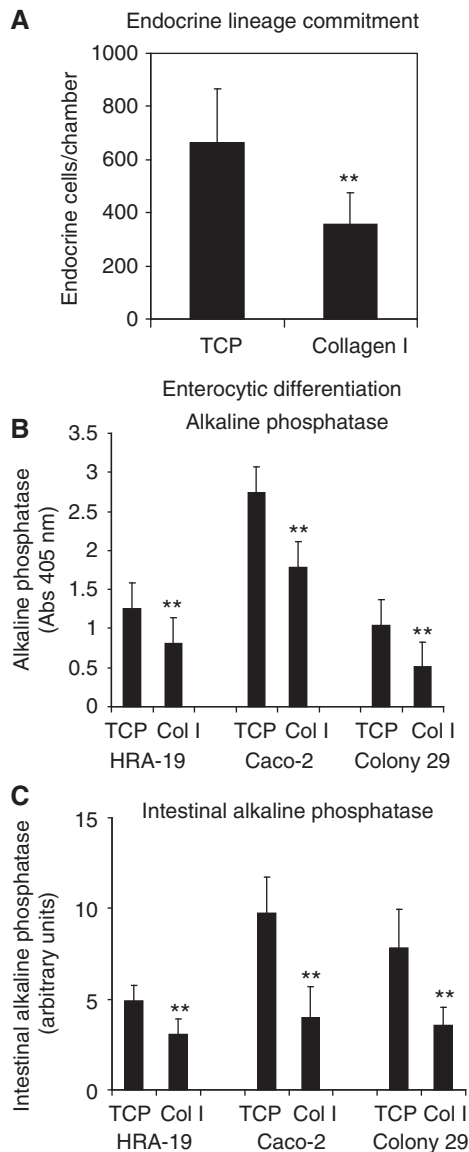 A
Endocrine lineage commitment
Endocrine cells/chamber
1000
800
600
400
200
0
**
TCP Collagen I
Enterocytic differentiation
B
Alkaline phosphatase
Alkaline phosphatase
(Abs 405 nm)
3.5
3
2.5
2
1.5
1
0.5
0
**
**
**
TCP Col I TCP Col I TCP Col I
HRA-19 Caco-2 Colony 29
C
Intestinal alkaline phosphatase
Intestinal alkaline phosphatase
(arbitrary units)
15
10
5
0
**
**
**
TCP Col I TCP Col I TCP Col I
HRA-19 Caco-2 Colony 29